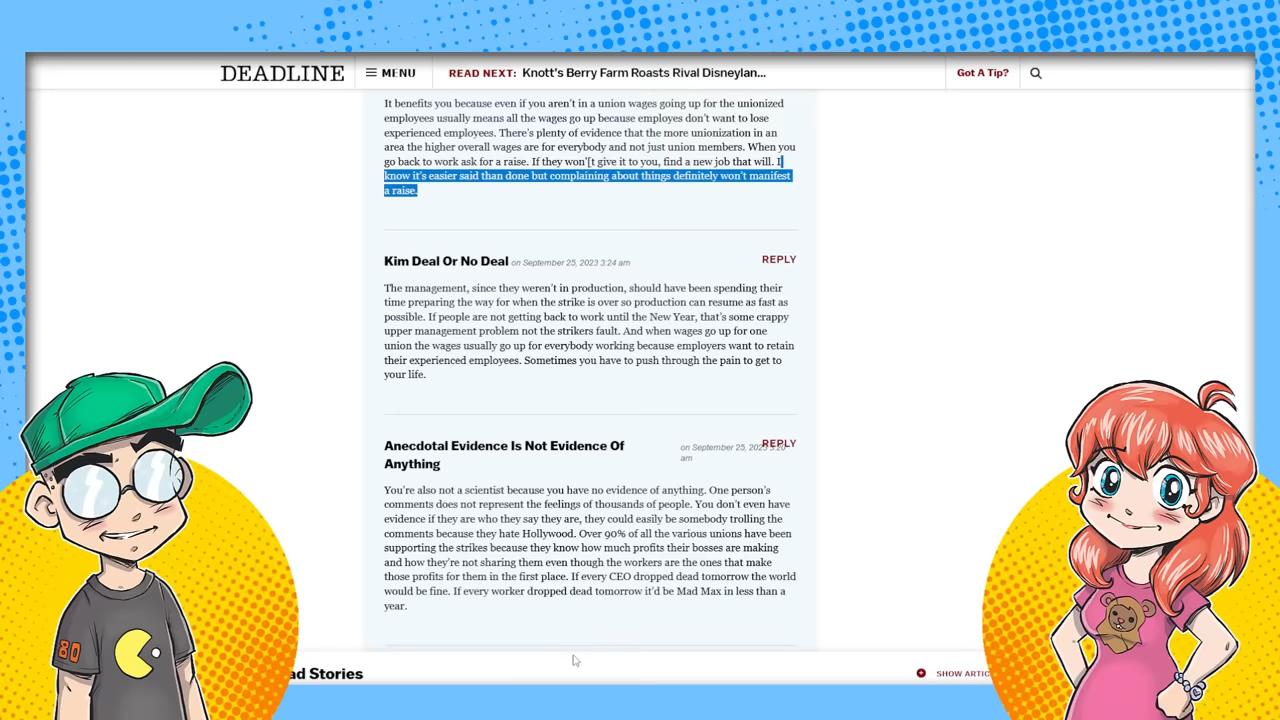 DEADLINE
MENU
READ NEXT: Knott's Berry Farm Roasts Rival Disneylan...
Got A Tip?
It benefits you because even if you aren't in a union wages going up for the unionized
employees usually means all the wages go up because employes don't want to lose
experienced employees. There's plenty of evidence that the more unionization in an
area the higher overall wages are for everybody and not just union members. When you
go back to work ask for a raise. If they won'[t give it to you, find a new job that will. I
know it's easier said than done but complaining about things definitely won't manifest
a raise.
Kim Deal Or No Deal on September 25, 2023 3:24 am
REPLY
The management, since they weren't in production, should have been spending their
time preparing the way for when the strike is over so production can resume as fast as
possible. If people are not getting back to work until the New Year, that's some crappy
upper management problem not the strikers fault. And when wages go up for one
union the wages usually go up for everybody working because employers want to retain
their experienced employees. Sometimes you have to push through the pain to get to
your life.
Anecdotal Evidence Is Not Evidence Of
Anything
on September 25, 2023
am
REPLY
You're also not a scientist because you have no evidence of anything. One person's
comments does not represent the feelings of thousands of people. You don't even have
evidence if they are who they say they are, they could easily be somebody trolling the
comments because they hate Hollywood. Over 90% of all the various unions have been
supporting the strikes because they know how much profits their bosses are making
and how they're not sharing them even though the workers are the ones that make
those profits for them in the first place. If every CEO dropped dead tomorrow the world
would be fine. If every worker dropped dead tomorrow it'd be Mad Max in less than a
year.
ad Stories
SHOW ARTIC
80